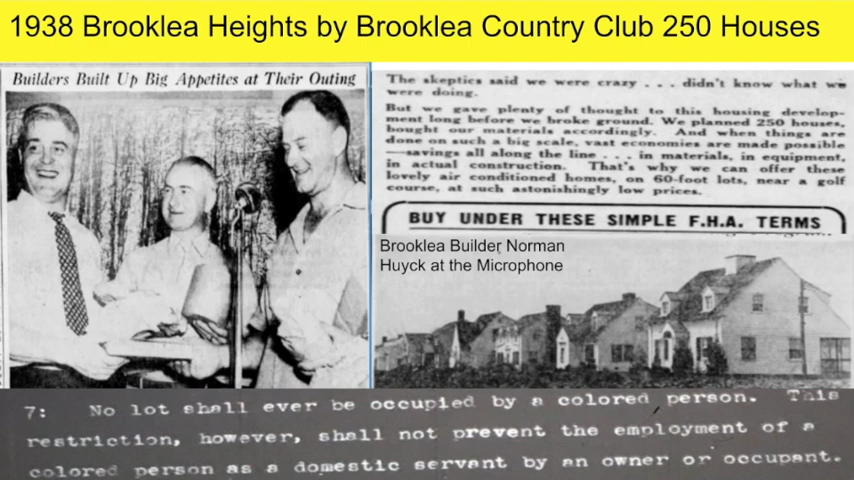 1938 Brooklea Heights by Brooklea Country Club 250 Houses
Builders Built Up Big Appetites at Their Outing
The skeptics said we were crazy . . . didn't know what we
were doing.
But we gave plenty of thought to this housing develop-
ment long before we broke ground. We planned 250 houses,
bought our materials accordingly. And when things are
done on such a big scale, vast economies are made possible
—savings all along the line . . . in materials, in equipment,
in actual construction. That's why we can offer these
lovely air conditioned homes, on 60-foot lots, near a golf
course, at such astonishingly low prices.
BUY UNDER THESE SIMPLE F.H.A. TERMS
Brooklea Builder, Norman
Huyck at the Microphone
7: No lot shall ever be occupied by a colored person. This
restriction, however, shall not prevent the employment of a
colored person as a domestic servant by an owner or occupant.